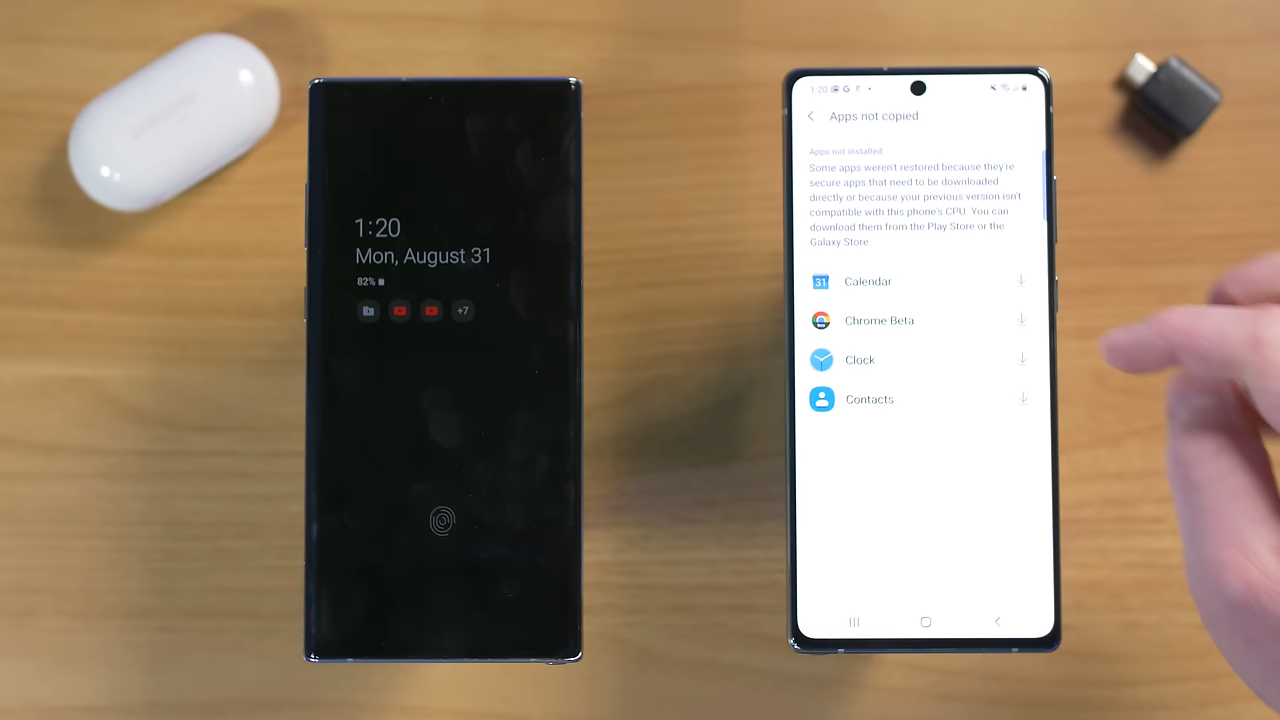 1:20
Mon, August 31
82%
+7
1:20
Apps not copied
Apps not installed
Some apps weren't restored because they're
secure apps that need to be downloaded
directly or because your previous version isn't
compatible with this phone's CPU. You can
download them from the Play Store or the
Galaxy Store
31
Calendar
Beta
Chrome Beta
Clock
Contacts